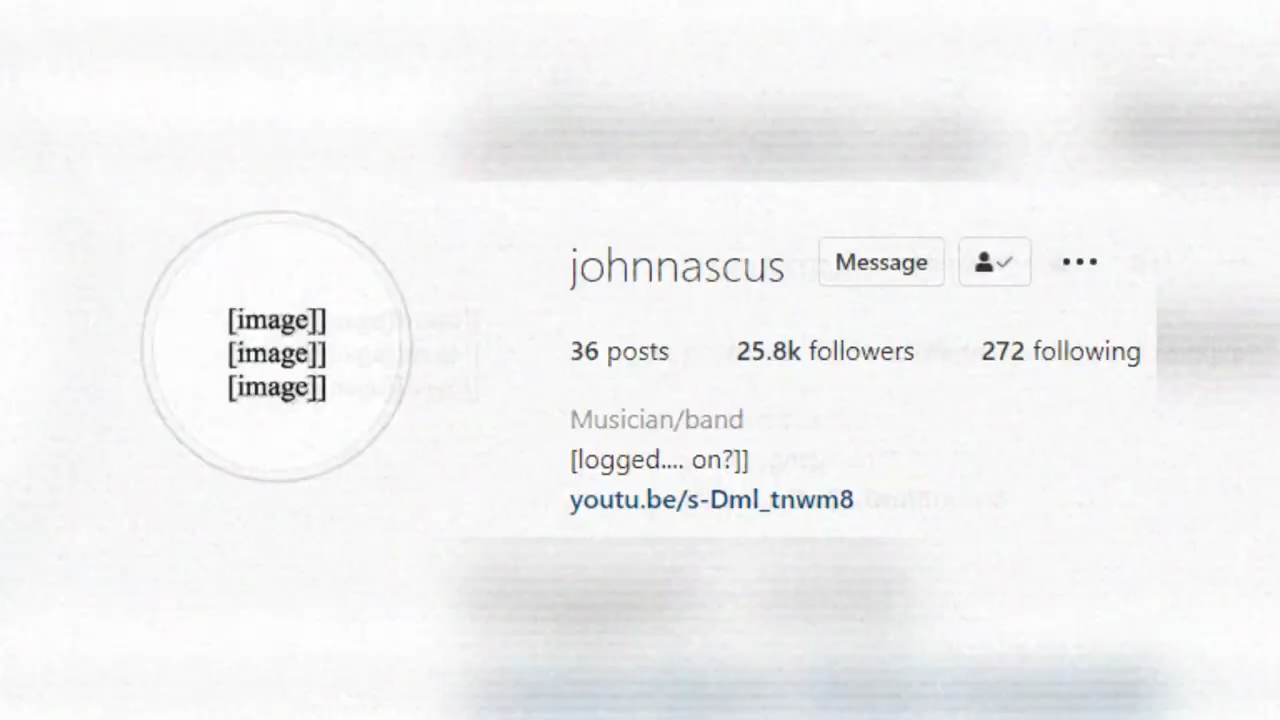 [image]]
[image]]
[image]]
johnnascus Message
36 posts 25.8k followers 272 following
Musician/band
[logged.... on?]]
youtu.be/s-Dml_tnwm8